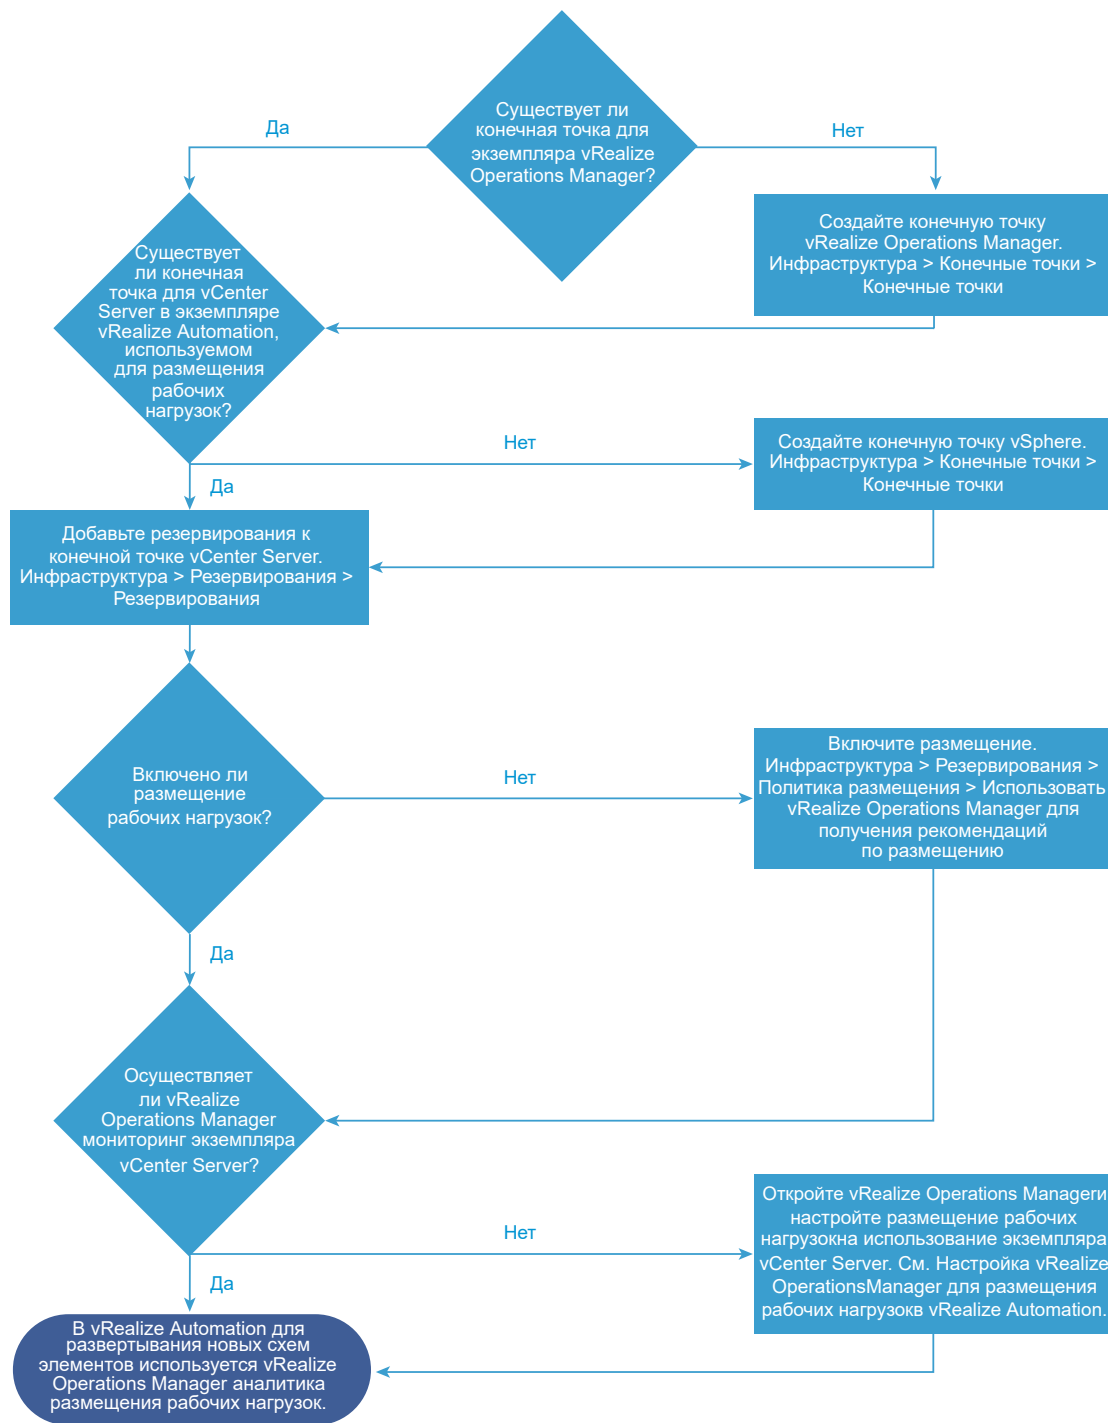 Существует ли
конечная точка для
экземпляра vRealize
Operations Manager?
Да
Нет
Создайте конечную точку
vRealize Operations Manager.
Инфраструктура > Конечные точки >
Конечные точки
Существует
ли конечная
точка для vCenter
Server в экземпляре
vRealize Automation,
используемом
для размещения
рабочих
нагрузок?
Нет
Создайте конечную точку vSphere.
Инфраструктура > Конечные точки >
Конечные точки
Да
Добавьте резервирования к
конечной точке vCenter Server.
Инфраструктура > Резервирования >
Резервирования
Включено ли
размещение
рабочих нагрузок?
Нет
Включите размещение.
Инфраструктура > Резервирования >
Политика размещения > Использовать
vRealize Operations Manager для
получения рекомендаций
по размещению
Да
Осуществляет
ли vRealize
Operations Manager
мониторинг экземпляра
vCenter Server?
Нет
Откройте vRealize Operations Managerи
настройте размещение рабочих
нагрузокна использование экземпляра
vCenter Server. См. Настройка vRealize
OperationsManager для размещения
рабочих нагрузокв vRealize Automation.
Да
В vRealize Automation для
развертывания новых схем
элементов используется vRealize
Operations Manager аналитика
размещения рабочих нагрузок.